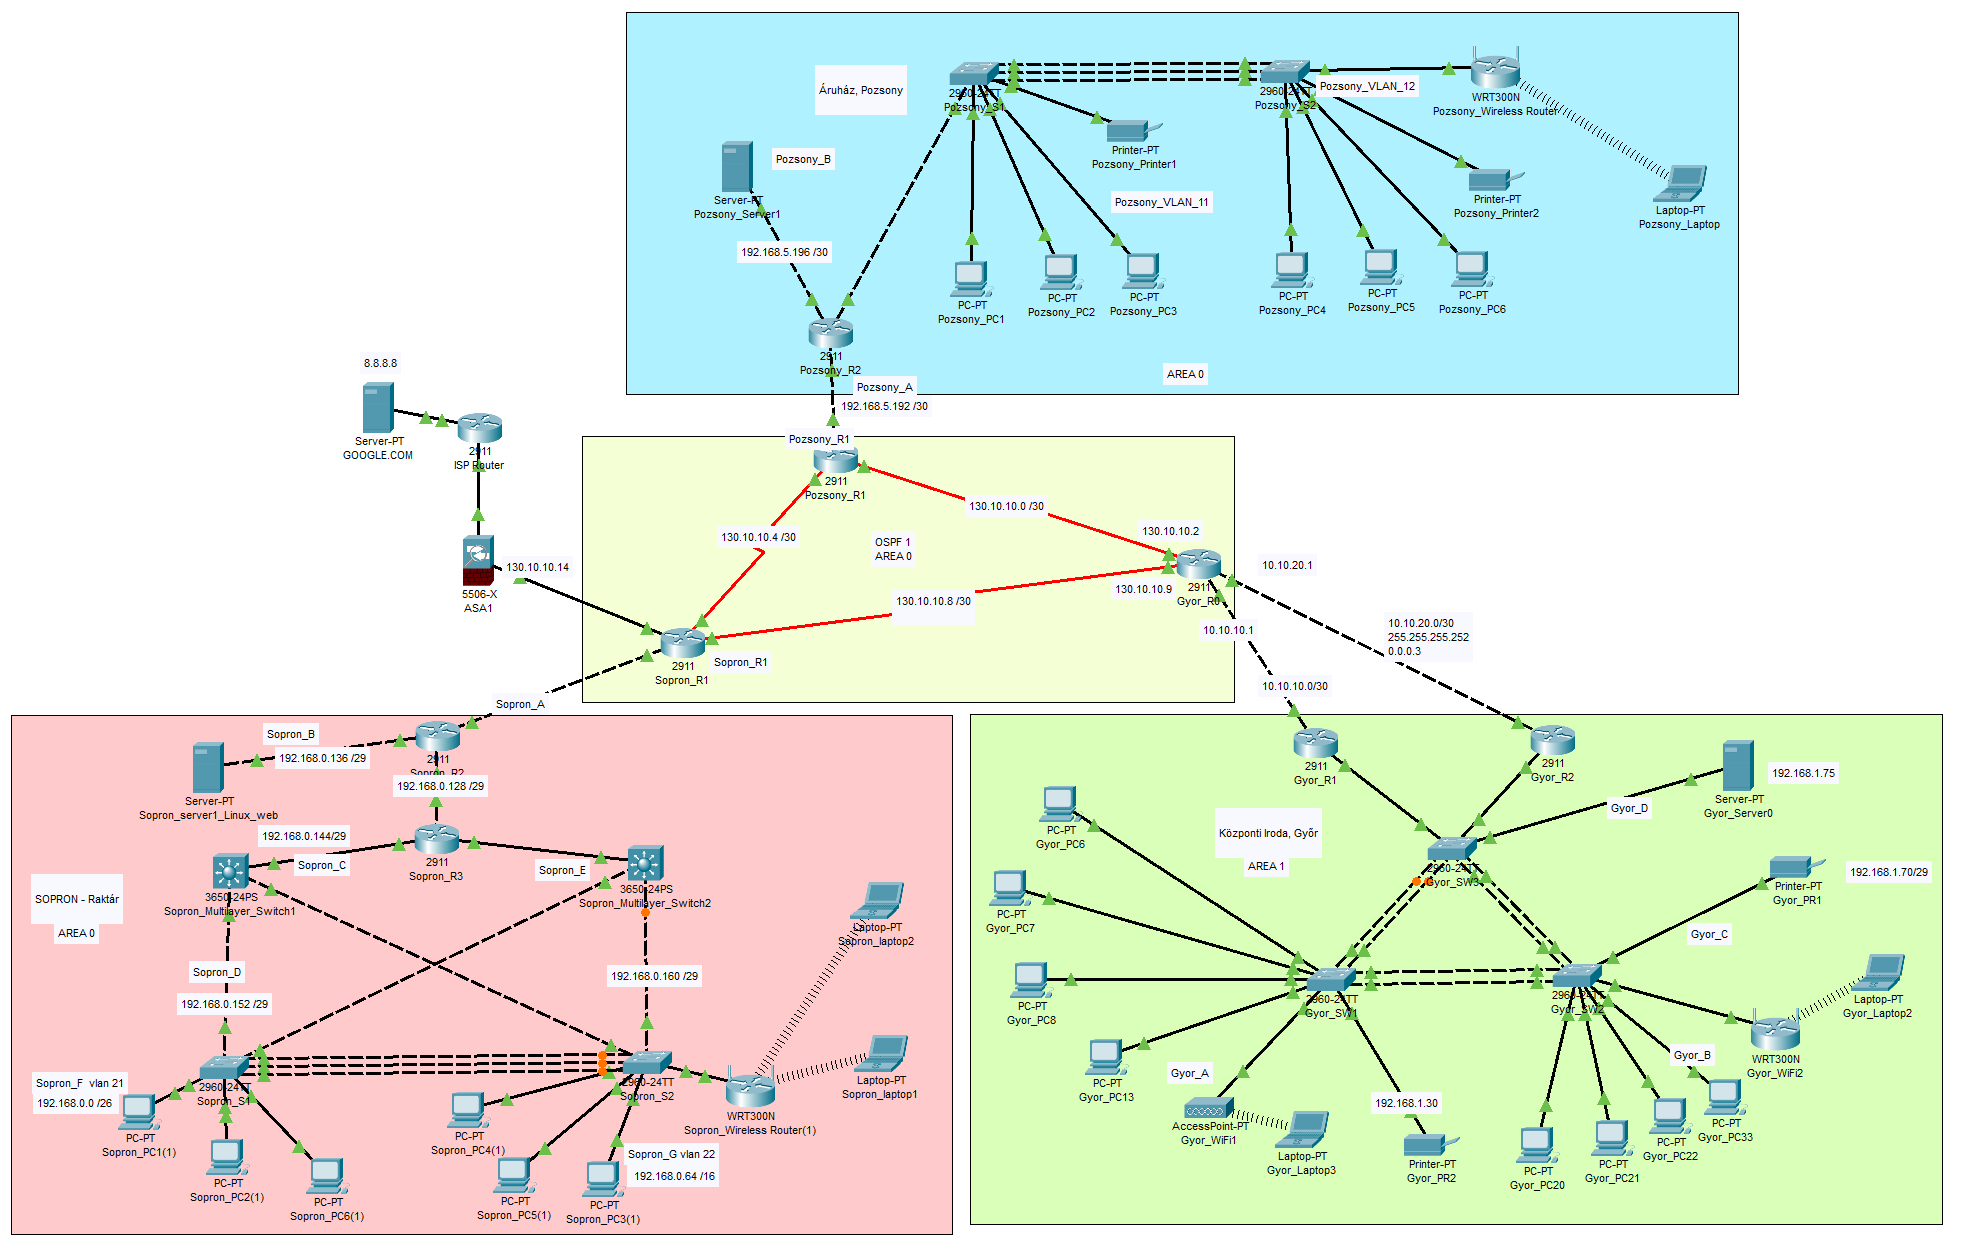 Áruház, Pozsony
2960-24TT
Pozsony_S1
2960-24TT
Pozsony_S2
Pozsony_VLAN_12
WRT300N
Pozsony_Wireless Router
Printer-PT
Pozsony_Printer1
Pozsony_B
Server-PT
Pozsony_Server1
Pozsony_VLAN_11
Printer-PT
Pozsony_Printer2
Laptop-PT
Pozsony_Laptop
192.168.5.196 /30
PC-PT
Pozsony_PC1
PC-PT
Pozsony_PC2
PC-PT
Pozsony_PC3
PC-PT
Pozsony_PC4
PC-PT
Pozsony_PC5
PC-PT
Pozsony_PC6
2911
Pozsony_R2
AREA 0
Pozsony_A
192.168.5.192 /30
8.8.8.8
Server-PT
GOOGLE.COM
2911
ISP Router
5506-X
ASA1
130.10.10.14
Pozsony_R1
2911
Pozsony_R1
130.10.10.0 /30
130.10.10.4 /30
OSPF 1
AREA 0
130.10.10.2
130.10.10.9
2911
Gyor_R0
130.10.10.8 /30
10.10.20.1
10.10.10.1
10.10.20.0/30
255.255.255.252
0.0.0.3
Sopron_R1
2911
Sopron_R1
10.10.10.0/30
Sopron_A
Sopron_B
192.168.0.136 /29
2911
Sopron_R2
Server-PT
Sopron_server1_Linux_web
192.168.0.128 /29
192.168.0.144/29
Sopron_C
2911
Sopron_R3
Sopron_E
3650-24PS
Sopron_Multilayer_Switch1
3650-24PS
Sopron_Multilayer_Switch2
SOPRON - Raktár
AREA 0
Laptop-PT
Sopron_laptop2
Sopron_D
192.168.0.152 /29
192.168.0.160 /29
Sopron_F  vlan 21
192.168.0.0 /26
2960-24TT
Sopron_S1
2960-24TT
Sopron_S2
Laptop-PT
Sopron_laptop1
WRT300N
Sopron_Wireless Router(1)
PC-PT
Sopron_PC1(1)
PC-PT
Sopron_PC2(1)
PC-PT
Sopron_PC6(1)
PC-PT
Sopron_PC4(1)
PC-PT
Sopron_PC5(1)
Sopron_G vlan 22
192.168.0.64 /16
PC-PT
Sopron_PC3(1)
2911
Gyor_R1
2911
Gyor_R2
Server-PT
Gyor_Server0
192.168.1.75
Gyor_D
Központi Iroda, Győr
AREA 1
2960-24TT
Gyor_SW3
PC-PT
Gyor_PC6
PC-PT
Gyor_PC7
PC-PT
Gyor_PC8
PC-PT
Gyor_PC13
Printer-PT
Gyor_PR1
192.168.1.70/29
Gyor_C
2960-24TT
Gyor_SW1
2960-24TT
Gyor_SW2
Laptop-PT
Gyor_Laptop2
WRT300N
Gyor_WiFi2
Gyor_B
Gyor_A
AccessPoint-PT
Gyor_WiFi1
Laptop-PT
Gyor_Laptop3
192.168.1.30
Printer-PT
Gyor_PR2
PC-PT
Gyor_PC20
PC-PT
Gyor_PC21
PC-PT
Gyor_PC22
PC-PT
Gyor_PC33